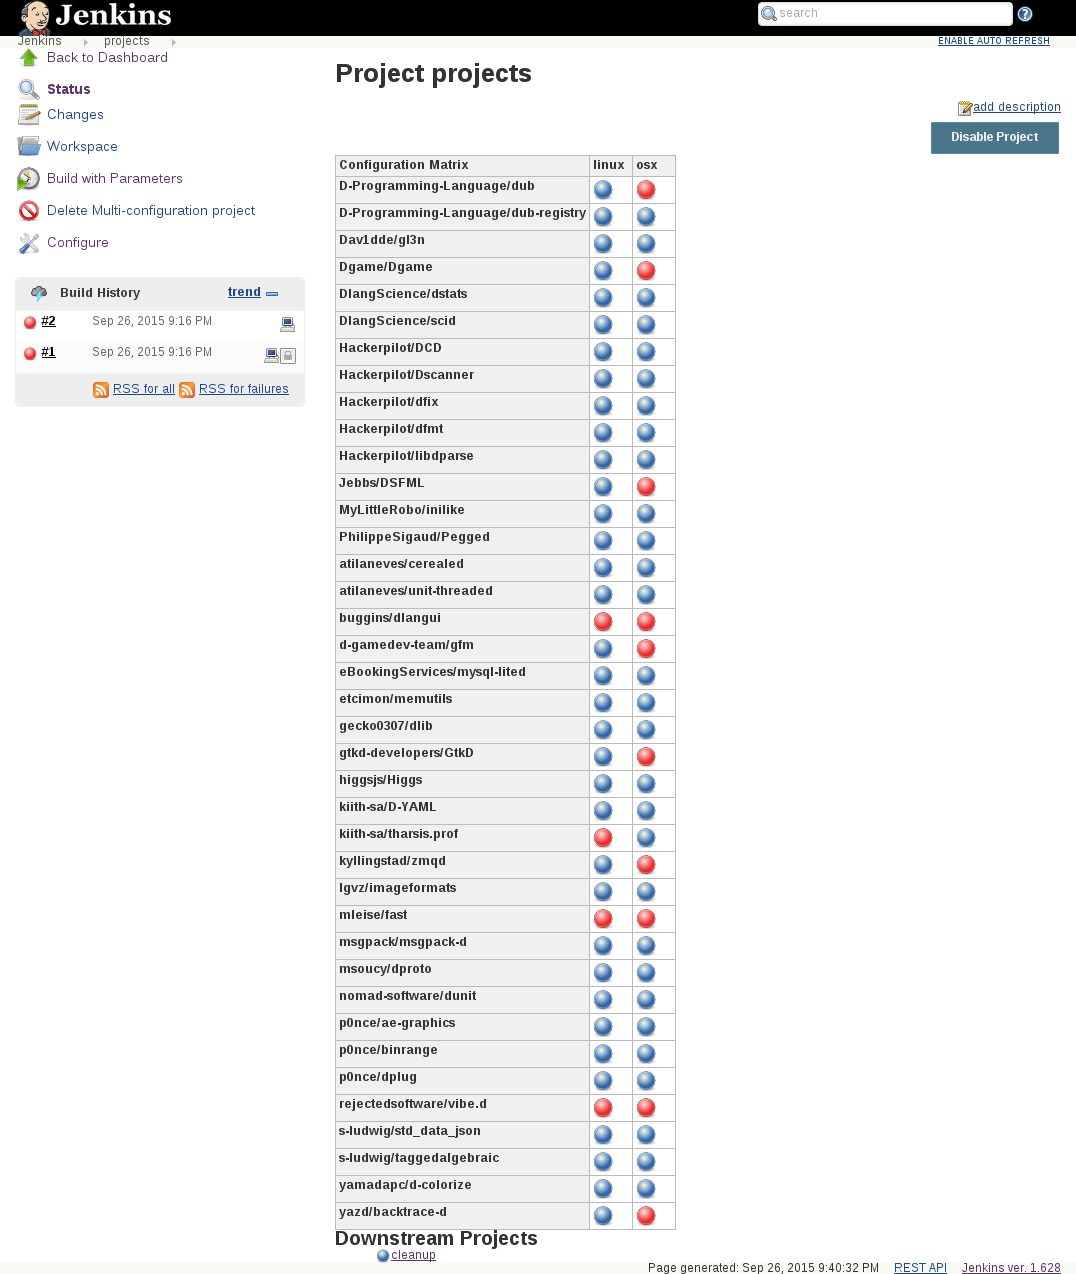 Jenkins
search
Jenkins projects
ENABLE AUTO REFRESH
Back to Dashboard
Status
Changes
Workspace
Build with Parameters
Delete Multi-configuration project
Configure
Build History trend
#2 Sep 26, 2015 9:16 PM
#1 Sep 26, 2015 9:16 PM
RSS for all RSS for failures
Project projects
add description
Disable Project
Configuration Matrix linux osx
D-Programming-Language/dub
D-Programming-Language/dub-registry
Dav1dde/gl3n
Dgame/Dgame
DlangScience/dstats
DlangScience/scid
Hackerpilot/DCD
Hackerpilot/Dscanner
Hackerpilot/dfix
Hackerpilot/dfmt
Hackerpilot/libdparse
Jebbs/DSFML
MyLittleRobo/inilike
PhilippeSigaud/Pegged
atilaneves/cerealed
atilaneves/unit-threaded
buggins/dlangui
d-gamedev-team/gfm
eBookingServices/mysql-lited
etcimon/memutils
gecko0307/dlib
gtkd-developers/GtkD
higgsjs/Higgs
kiith-sa/D-YAML
kiith-sa/tharsis.prof
kyllingstad/zmqd
lgvz/imageformats
mleise/fast
msgpack/msgpack-d
msoucy/dproto
nomad-software/dunit
p0nce/ae-graphics
p0nce/binrange
p0nce/dplug
rejectedsoftware/vibe.d
s-ludwig/std_data_json
s-ludwig/taggedalgebraic
yamadapc/d-colorize
yazd/backtrace-d
Downstream Projects
cleanup
Page generated: Sep 26, 2015 9:40:32 PM REST API Jenkins ver. 1.628